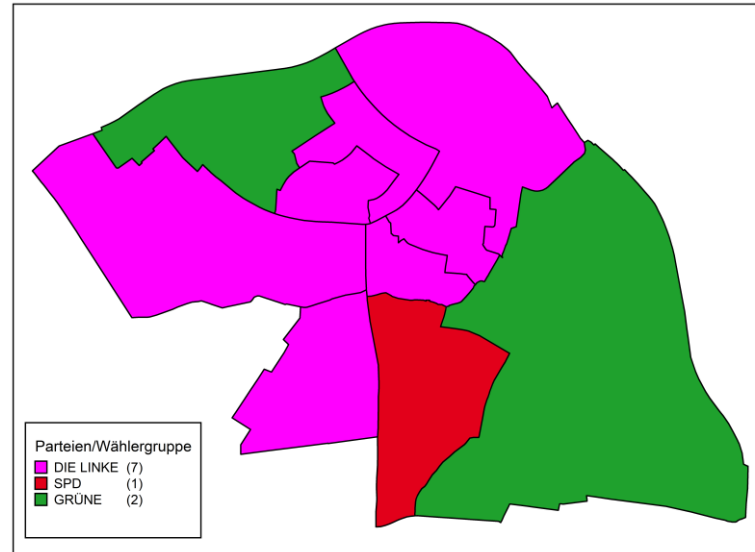 Parteien/Wählergruppe
DIE LINKE (7)
SPD (1)
GRÜNE (2)